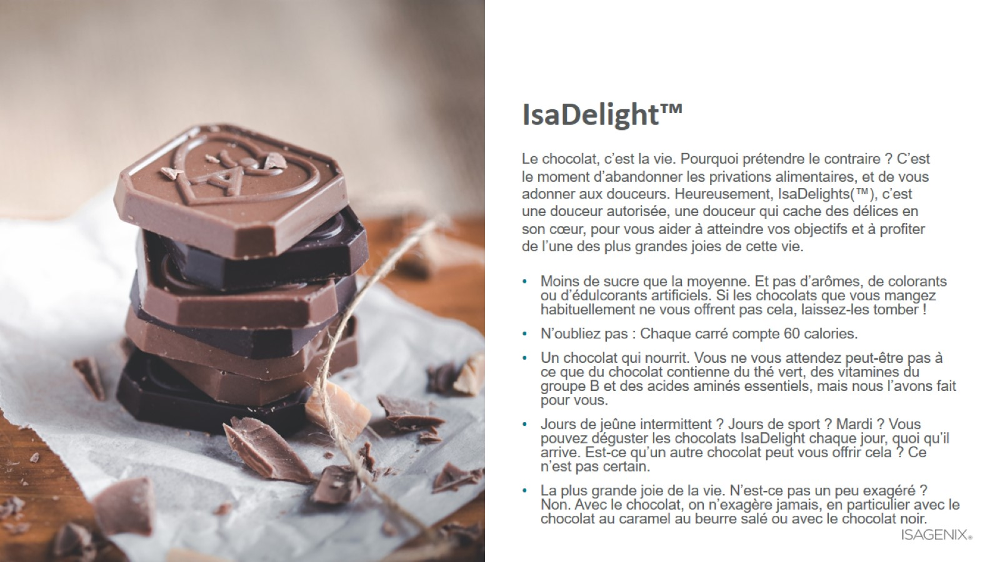 IsaDelight™
Le chocolat, c’est la vie. Pourquoi prétendre le contraire ? C’est
le moment d’abandonner les privations alimentaires, et de vous
adonner aux douceurs. Heureusement, IsaDelights(™), c’est
une douceur autorisée, une douceur qui cache des délices en
son cœur, pour vous aider à atteindre vos objectifs et à profiter
de l’une des plus grandes joies de cette vie.
• Moins de sucre que la moyenne. Et pas d’arômes, de colorants
ou d’édulcorants artificiels. Si les chocolats que vous mangez
habituellement ne vous offrent pas cela, laissez-les tomber !
• N’oubliez pas : Chaque carré compte 60 calories.
• Un chocolat qui nourrit. Vous ne vous attendez peut-être pas à
ce que du chocolat contienne du thé vert, des vitamines du
groupe B et des acides aminés essentiels, mais nous l’avons fait
pour vous.
• Jours de jeûne intermittent ? Jours de sport ? Mardi ? Vous
pouvez déguster les chocolats IsaDelight chaque jour, quoi qu’il
arrive. Est-ce qu’un autre chocolat peut vous offrir cela ? Ce
n’est pas certain.
• La plus grande joie de la vie. N’est-ce pas un peu exagéré ?
Non. Avec le chocolat, on n’exagère jamais, en particulier avec le
chocolat au caramel au beurre salé ou avec le chocolat noir.
ISAGENIX®